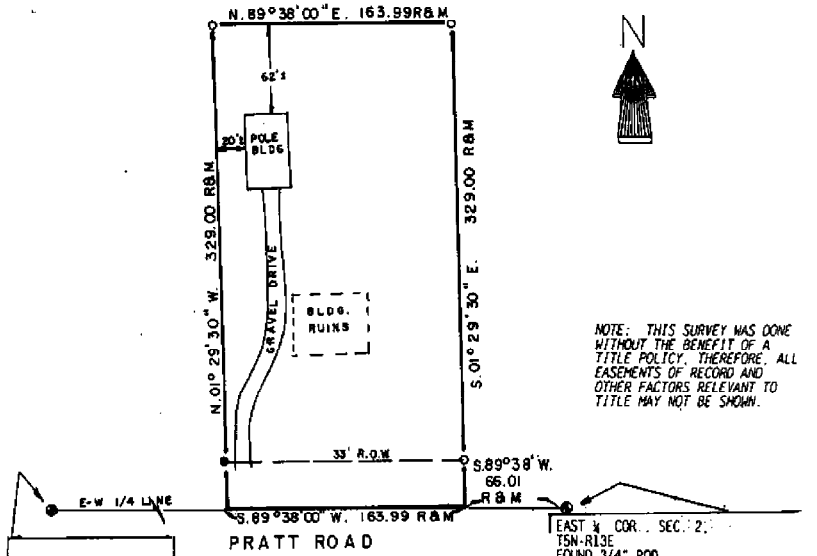 N.89°38'00"E. 163.99R&M
N
62'±
20'±
POLE
BLDG
N.01° 29' 30" W. 329.00 R&M
S.01° 29' 30" E. 329.00 R&M
GRAVEL DRIVE
BLDG.
RUINS
NOTE: THIS SURVEY WAS DONE
WITHOUT THE BENEFIT OF A
TITLE POLICY, THEREFORE, ALL
EASEMENTS OF RECORD AND
OTHER FACTORS RELEVANT TO
TITLE MAY NOT BE SHOWN.
33' R.O.W.
S.89°38'W.
66.01
R&M
E-W 1/4 LINE
S.89°38'00"W. 163.99 R&M
PRATT ROAD
EAST ¼ COR., SEC. 2,
T5N-R13E
FOUND 3/4" ROD